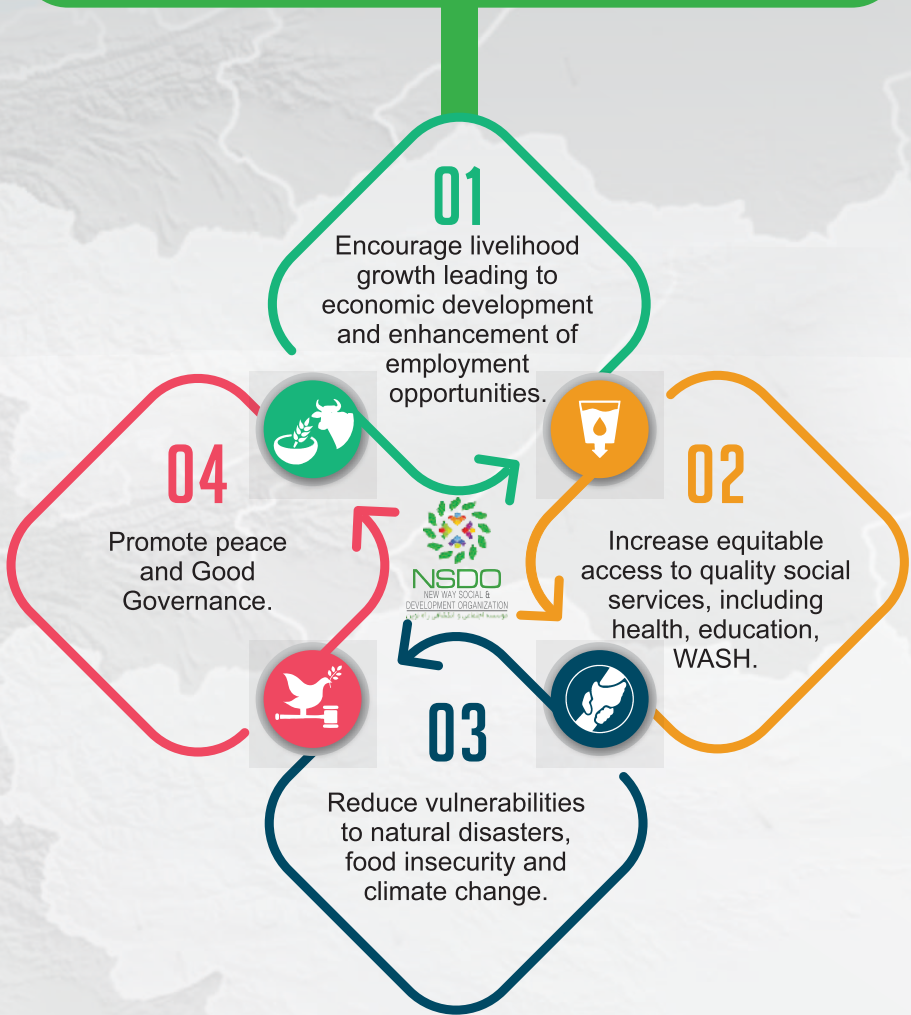 01
Encourage livelihood
growth leading to
economic development
and enhancement of
employment
opportunities.
02
Increase equitable
access to quality social
services, including
health, education,
WASH.
03
Reduce vulnerabilities
to natural disasters,
food insecurity and
climate change.
04
Promote peace
and Good
Governance.
NSDO
NEW WAY SOCIAL &
DEVELOPMENT ORGANIZATION